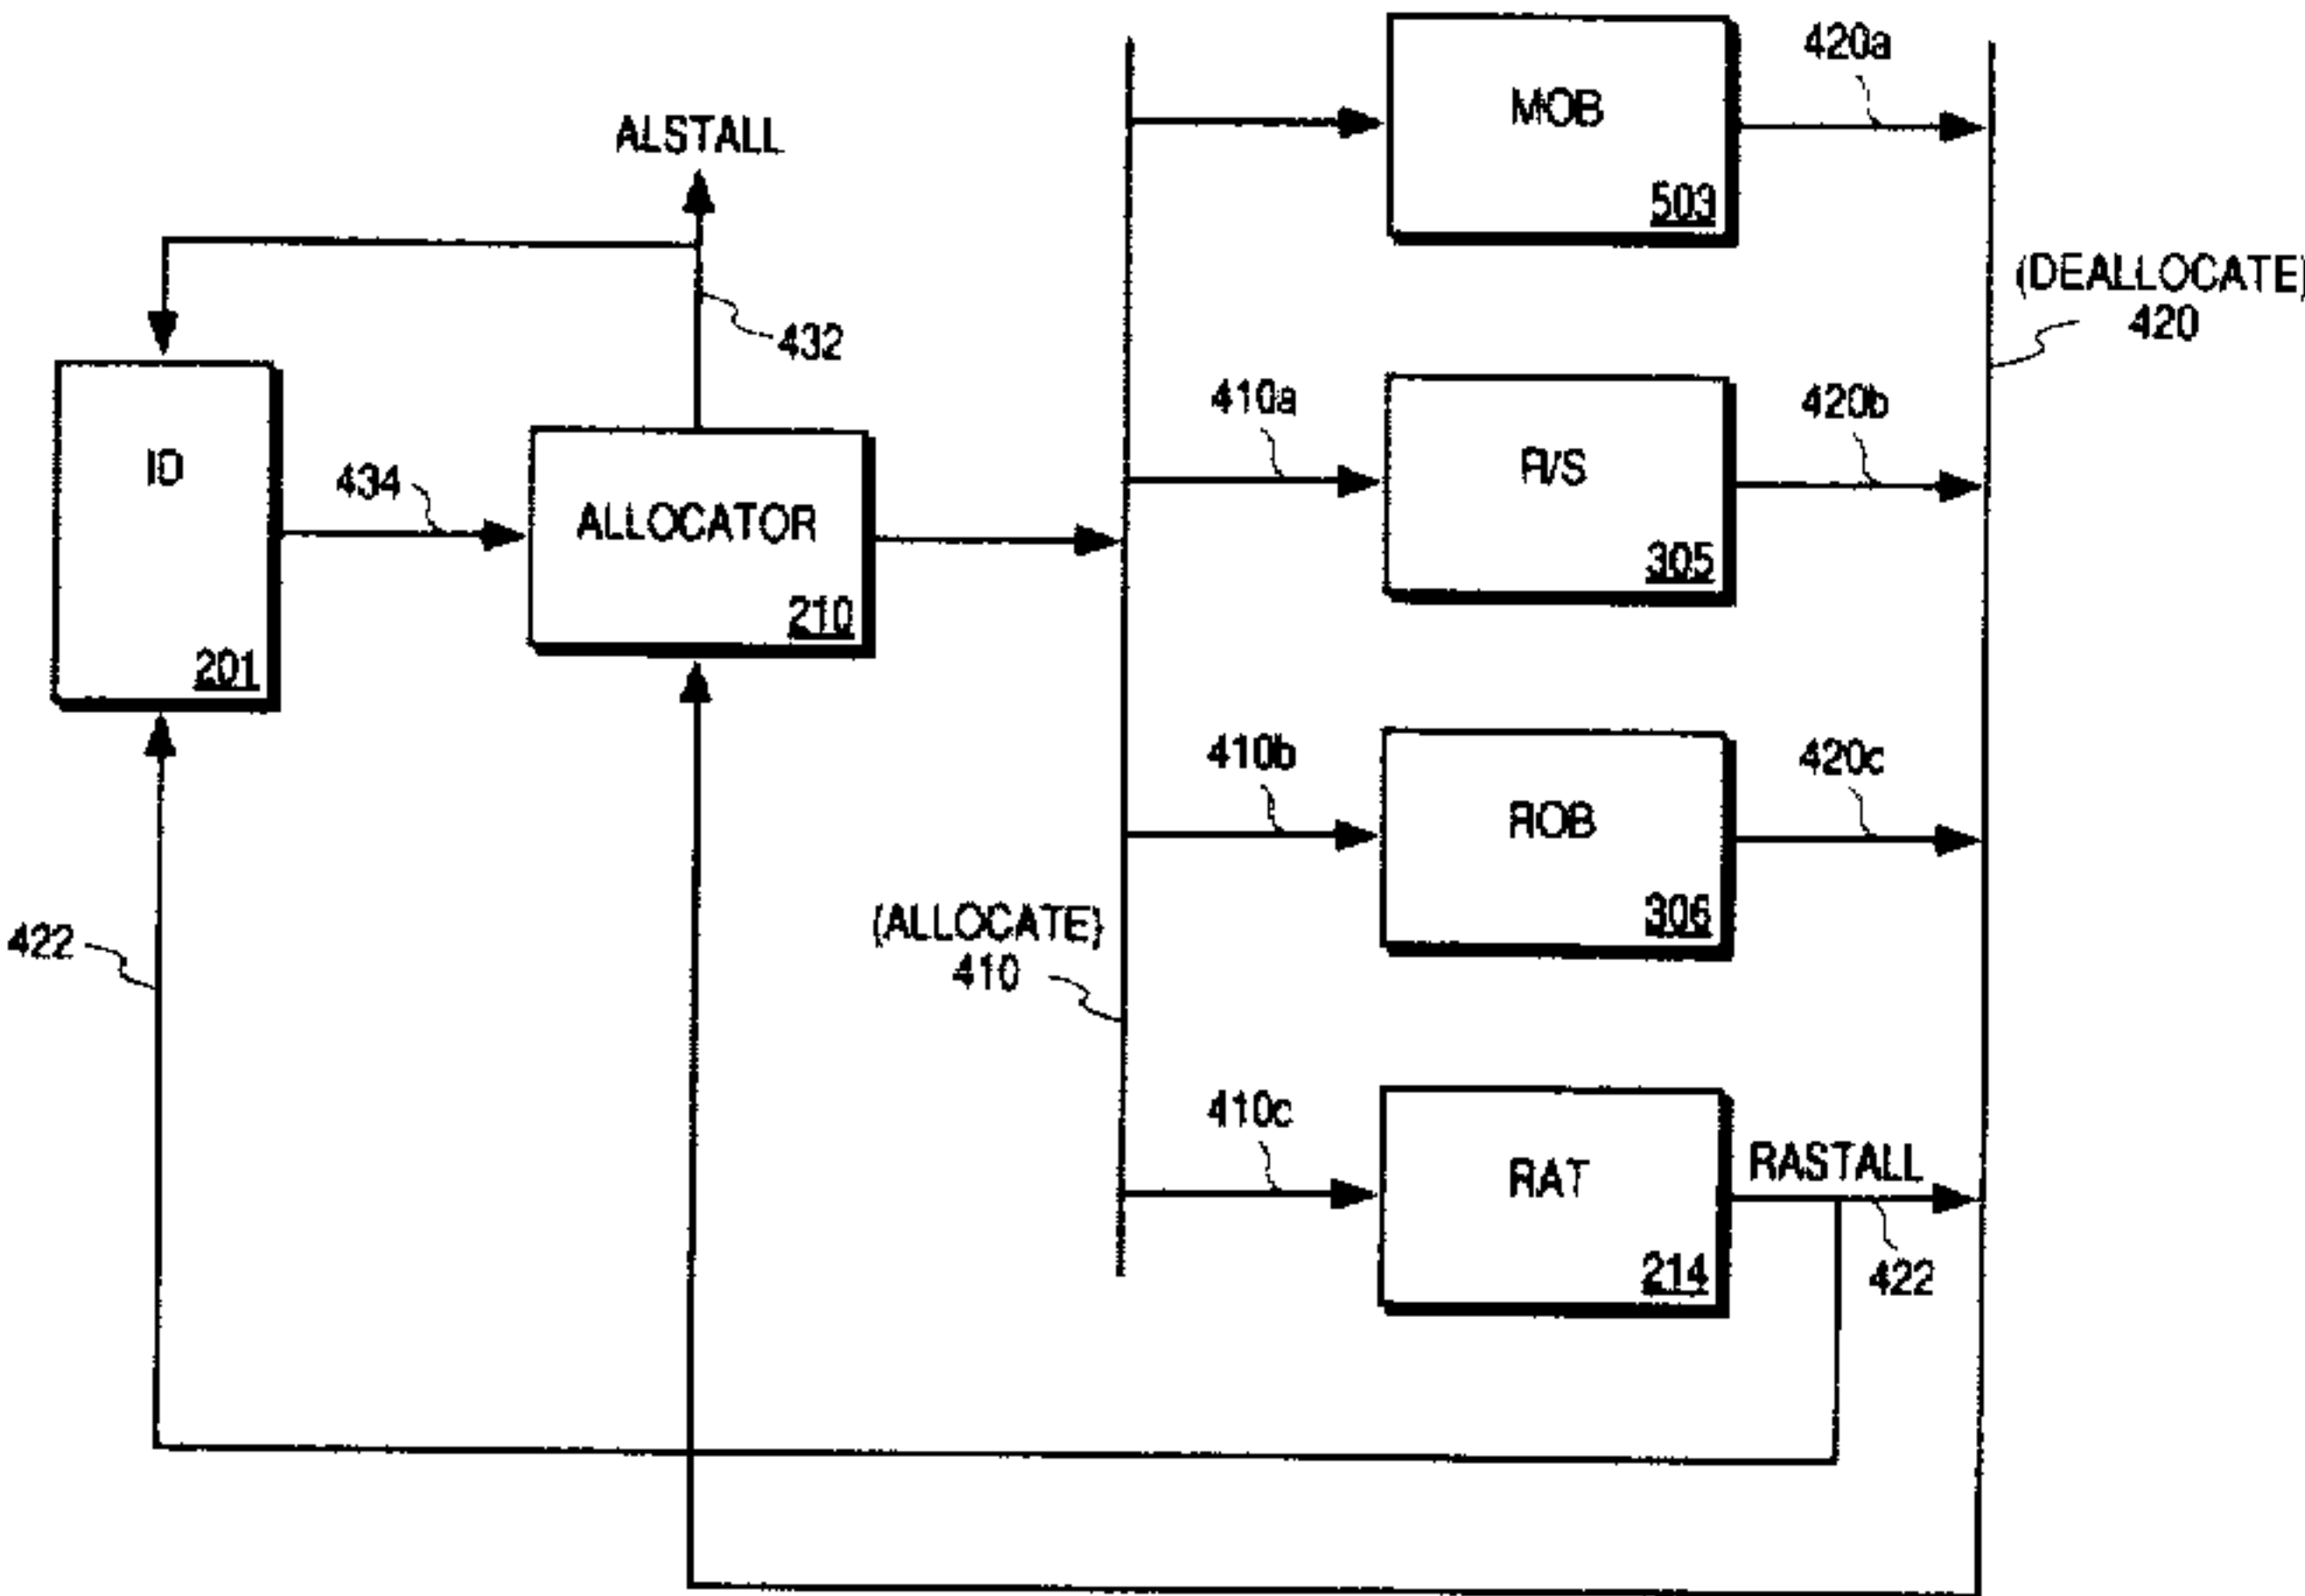 MOB
503
420a
ALSTALL
432
(DEALLOCATE)
420
ID
201
434
ALLOCATOR
210
410a
R/S
305
420b
410b
ROB
306
420c
422
(ALLOCATE)
410
410c
RAT
214
RASTALL
422